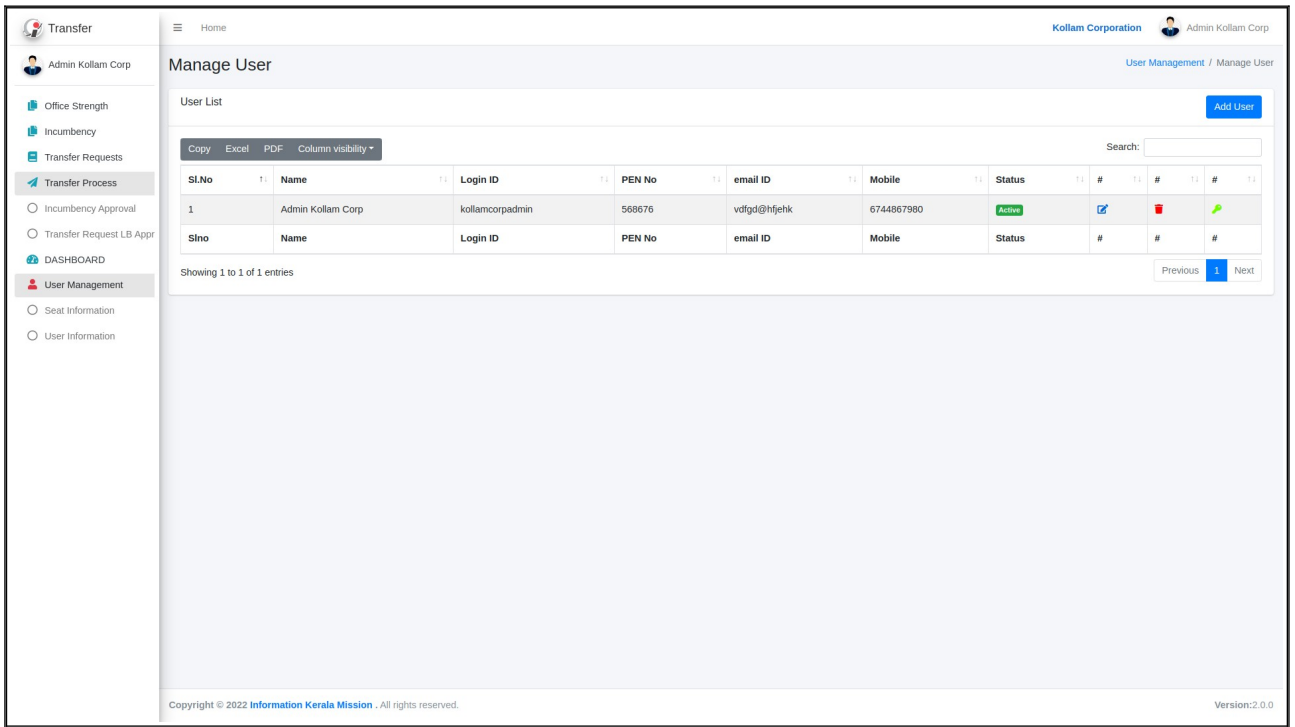 Transfer
Home
Kollam Corporation
Admin Kollam Corp
Admin Kollam Corp
Office Strength
Incumbency
Transfer Requests
Transfer Process
Incumbency Approval
Transfer Request LB Appr
DASHBOARD
User Management
Seat Information
User Information
Manage User
User Management / Manage User
User List
Add User
Copy Excel PDF Column visibility
Search:
Sl.No Name Login ID PEN No email ID Mobile Status # # #
1 Admin Kollam Corp kollamcorpadmin 568676 vdfgd@hfjehk 6744867980 Active
Slno Name Login ID PEN No email ID Mobile Status # # #
Showing 1 to 1 of 1 entries
Previous 1 Next
Copyright © 2022 Information Kerala Mission . All rights reserved.
Version:2.0.0